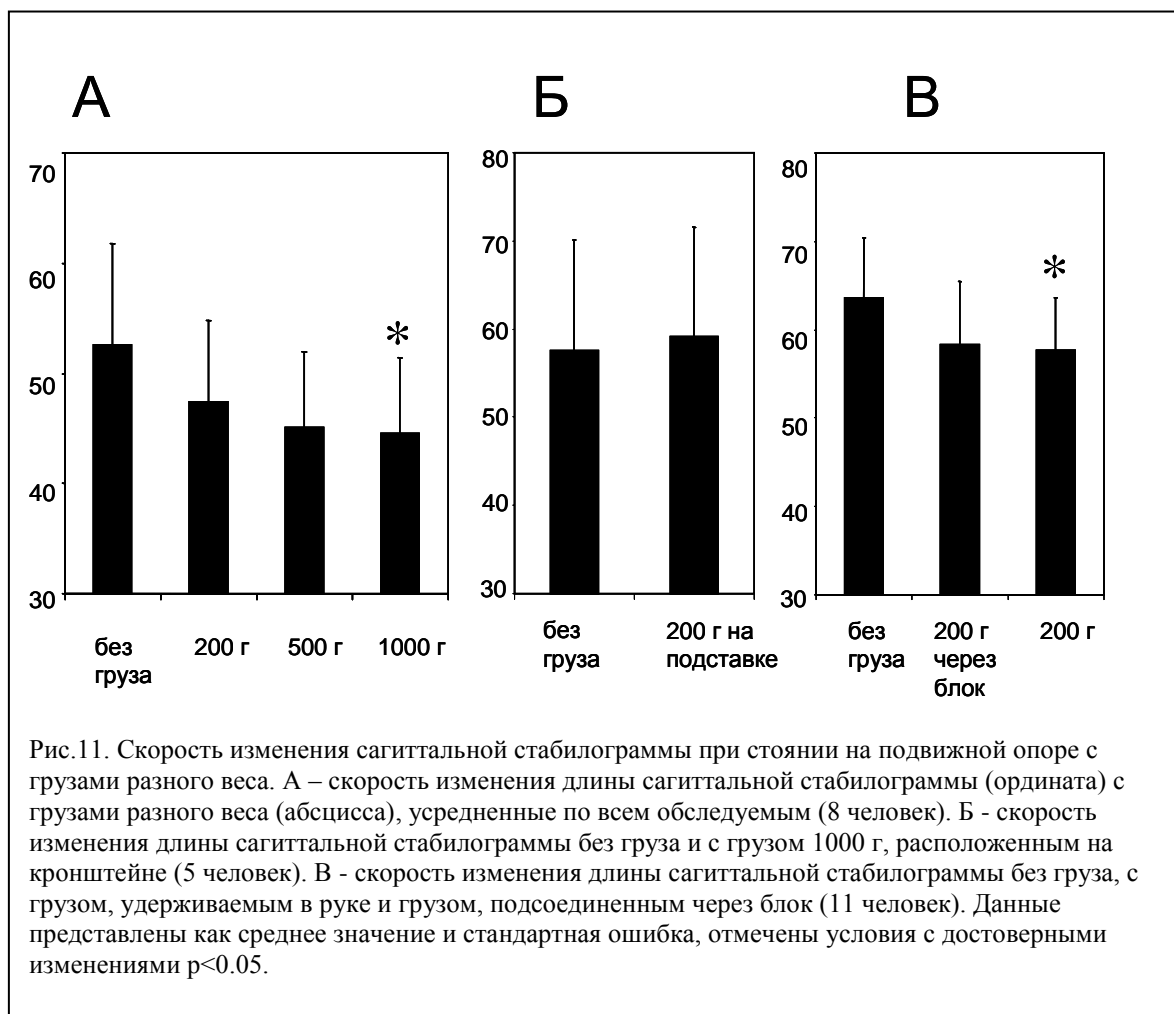 А
Б
В
70
60
50
40
30
без
груза
200 г
500 г
1000 г
80
70
60
50
40
30
без
груза
200 г на
подставке
80
70
60
50
40
30
без
груза
200 г
через
блок
200 г
*
*
Рис.11. Скорость изменения сагиттальной стабилограммы при стоянии на подвижной опоре с
грузами разного веса. А – скорость изменения длины сагиттальной стабилограммы (ордината) с
грузами разного веса (абсцисса), усредненные по всем обследуемым (8 человек). Б - скорость
изменения длины сагиттальной стабилограммы без груза и с грузом 1000 г, расположенным на
кронштейне (5 человек). В - скорость изменения длины сагиттальной стабилограммы без груза, с
грузом, удерживаемым в руке и грузом, подсоединенным через блок (11 человек). Данные
представлены как среднее значение и стандартная ошибка, отмечены условия с достоверными
изменениями p<0.05.